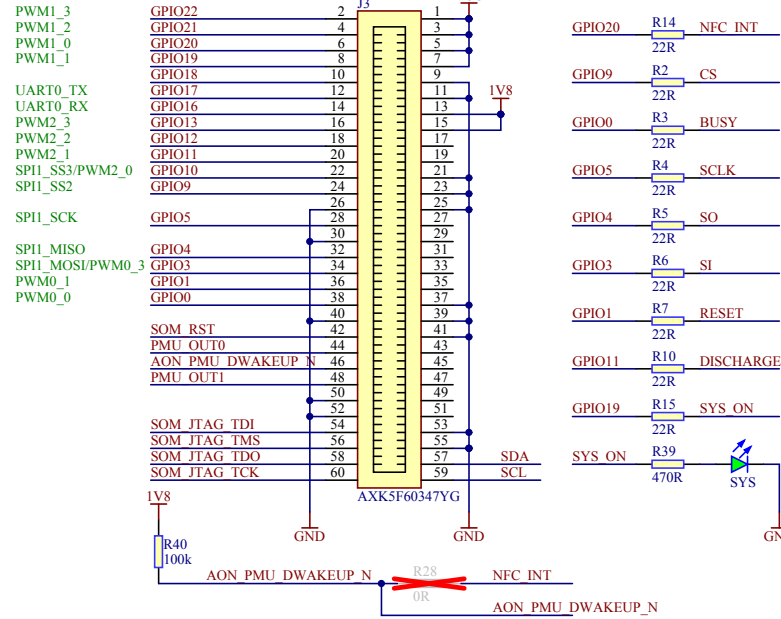 J3
PWM1_3 GPIO22 2 1
PWM1_2 GPIO21 4 3
PWM1_0 GPIO20 6 5
PWM1_1 GPIO19 8 7
GPIO18 10 9
UART0_TX GPIO17 12 11 1V8
UART0_RX GPIO16 14 13
PWM2_3 GPIO13 16 15
PWM2_2 GPIO12 18 17
PWM2_1 GPIO11 20 19
SPI1_SS3/PWM2_0 GPIO10 22 21
SPI1_SS2 GPIO9 24 23
26 25
SPI1_SCK GPIO5 28 27
30 29
SPI1_MISO GPIO4 32 31
SPI1_MOSI/PWM0_3 GPIO3 34 33
PWM0_1 GPIO1 36 35
PWM0_0 GPIO0 38 37
40 39
SOM_RST 42 41
PMU_OUT0 44 43
AON_PMU_DWAKEUP_N 46 45
PMU_OUT1 48 47
50 49
52 51
SOM_JTAG_TDI 54 53
SOM_JTAG_TMS 56 55
SOM_JTAG_TDO 58 57 SDA
SOM_JTAG_TCK 60 59 SCL
AXK5F60347YG
GND GND
GPIO20 R14 NFC_INT
22R
GPIO9 R2 CS
22R
GPIO0 R3 BUSY
22R
GPIO5 R4 SCLK
22R
GPIO4 R5 SO
22R
GPIO3 R6 SI
22R
GPIO1 R7 RESET
22R
GPIO11 R10 DISCHARGE
22R
GPIO19 R15 SYS_ON
22R
SYS_ON R39
470R SYS
1V8
R40
100k
AON_PMU_DWAKEUP_N R28 NFC_INT
0R
AON_PMU_DWAKEUP_N